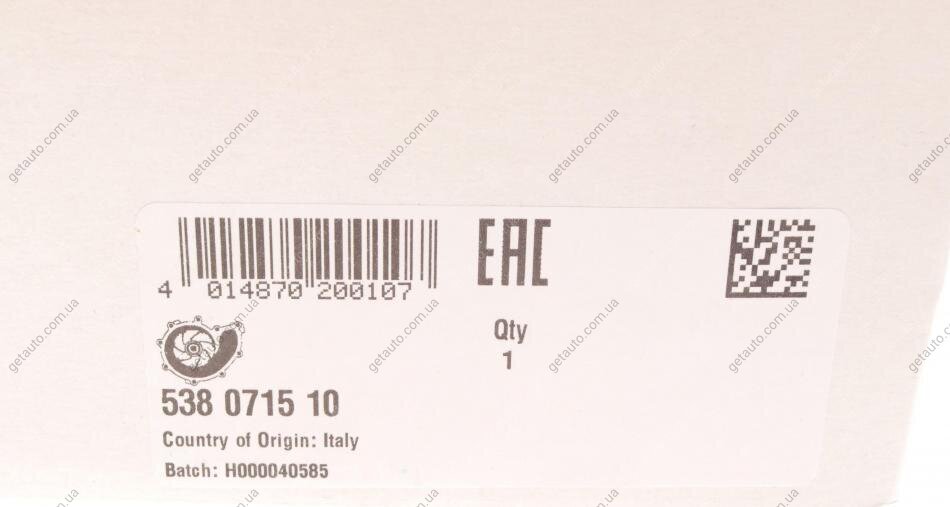 4 014870 200107
EAC
Qty
1
538 0715 10
Country of Origin: Italy
Batch: H000040585
getauto.com.ua